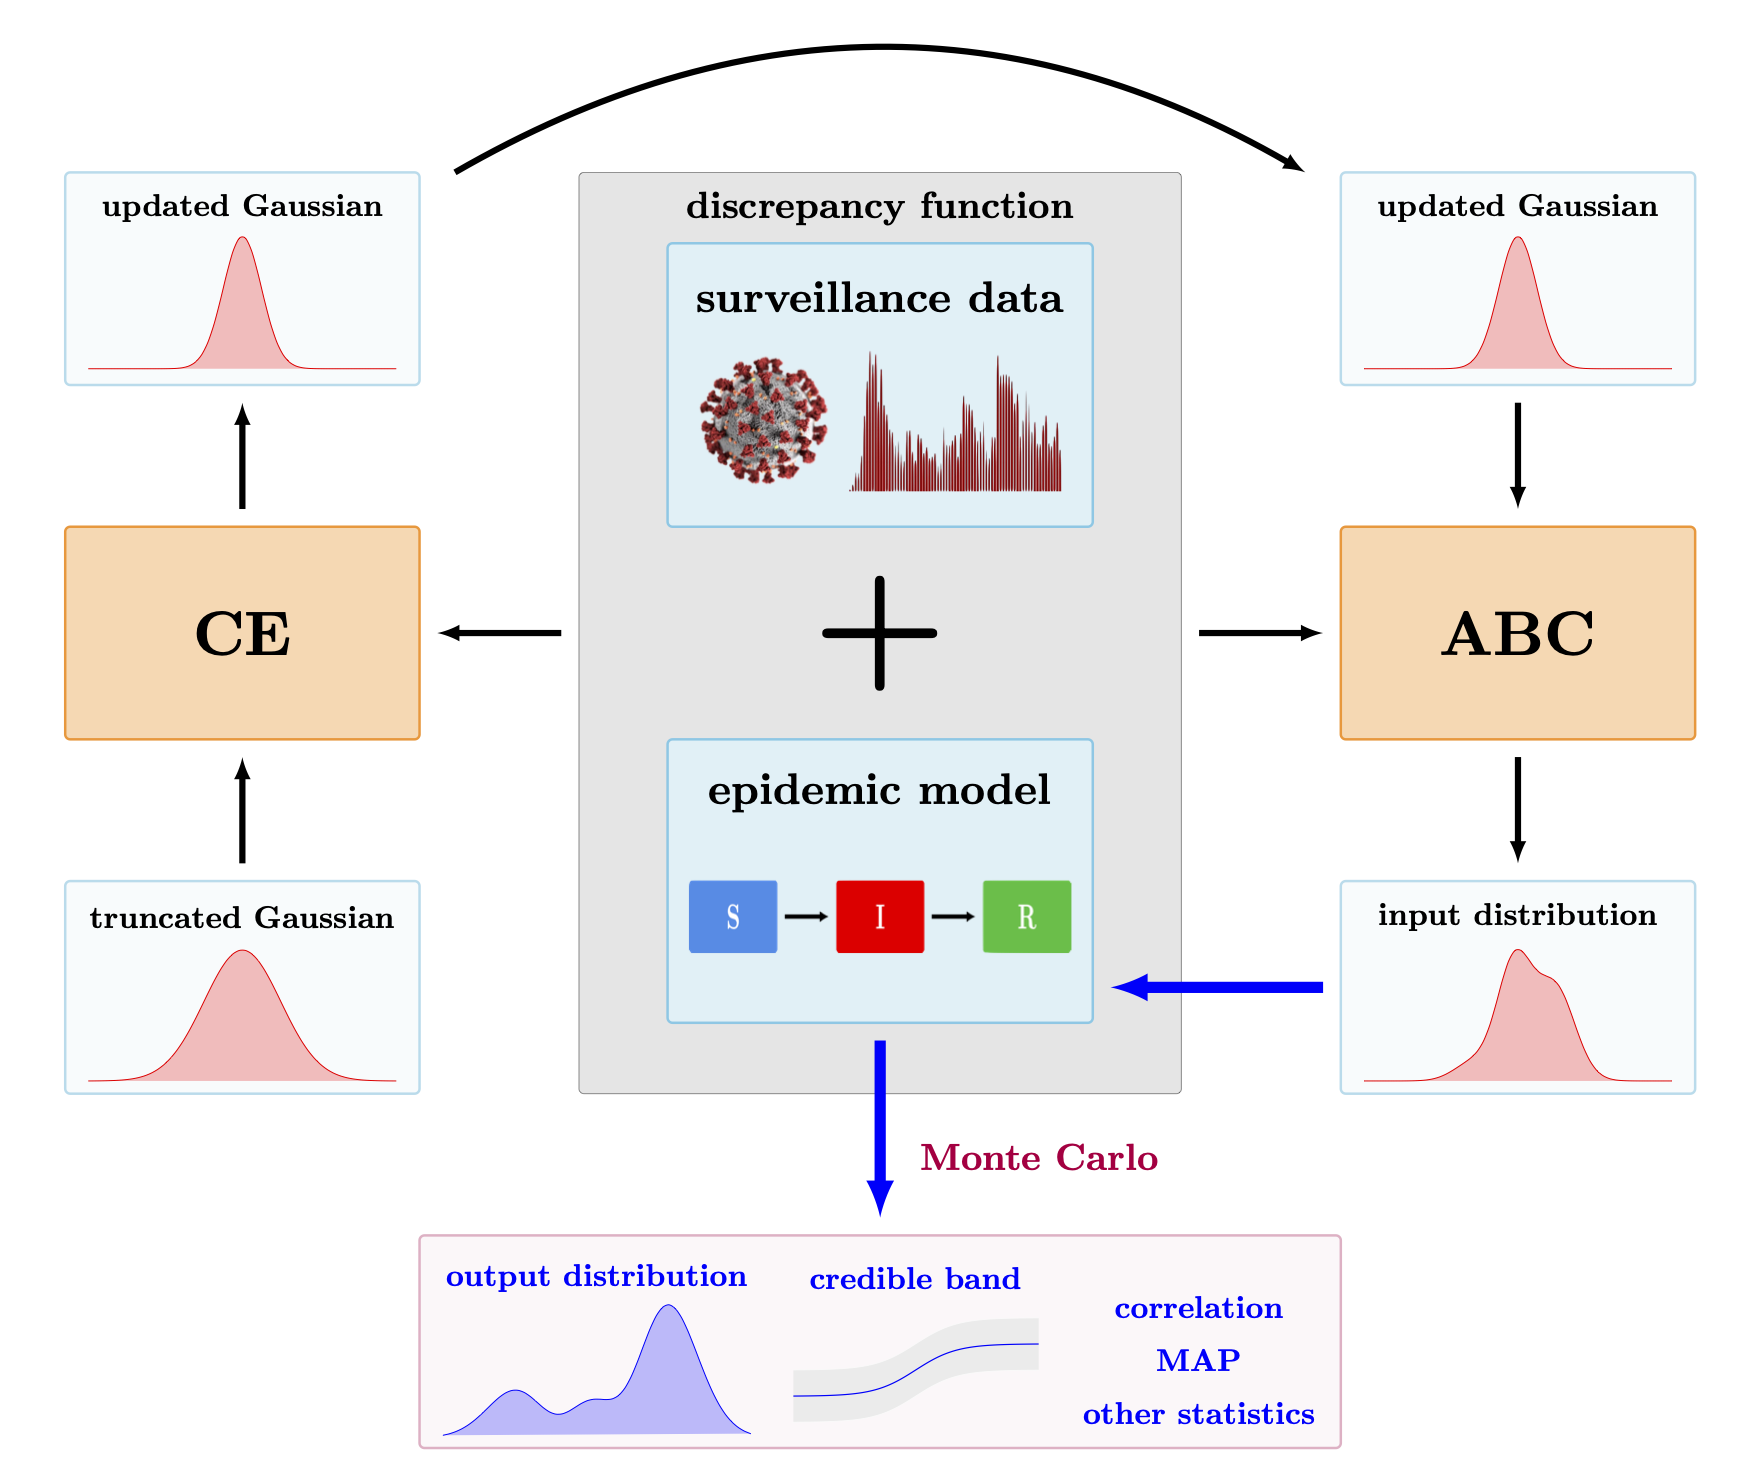 updated Gaussian
discrepancy function
updated Gaussian
surveillance data
CE
ABC
epidemic model
S
I
R
truncated Gaussian
input distribution
Monte Carlo
output distribution
credible band
correlation
MAP
other statistics